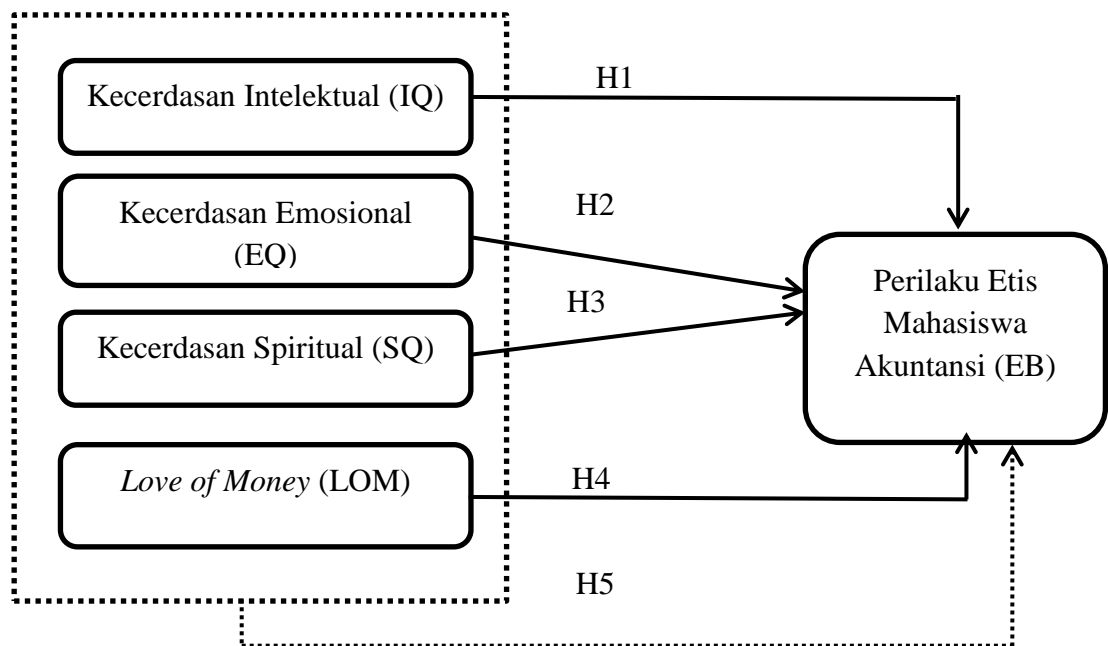 Kecerdasan Intelektual (IQ)
H1
Kecerdasan Emosional
(EQ)
H2
Kecerdasan Spiritual (SQ)
H3
Perilaku Etis
Mahasiswa
Akuntansi (EB)
Love of Money (LOM)
H4
H5